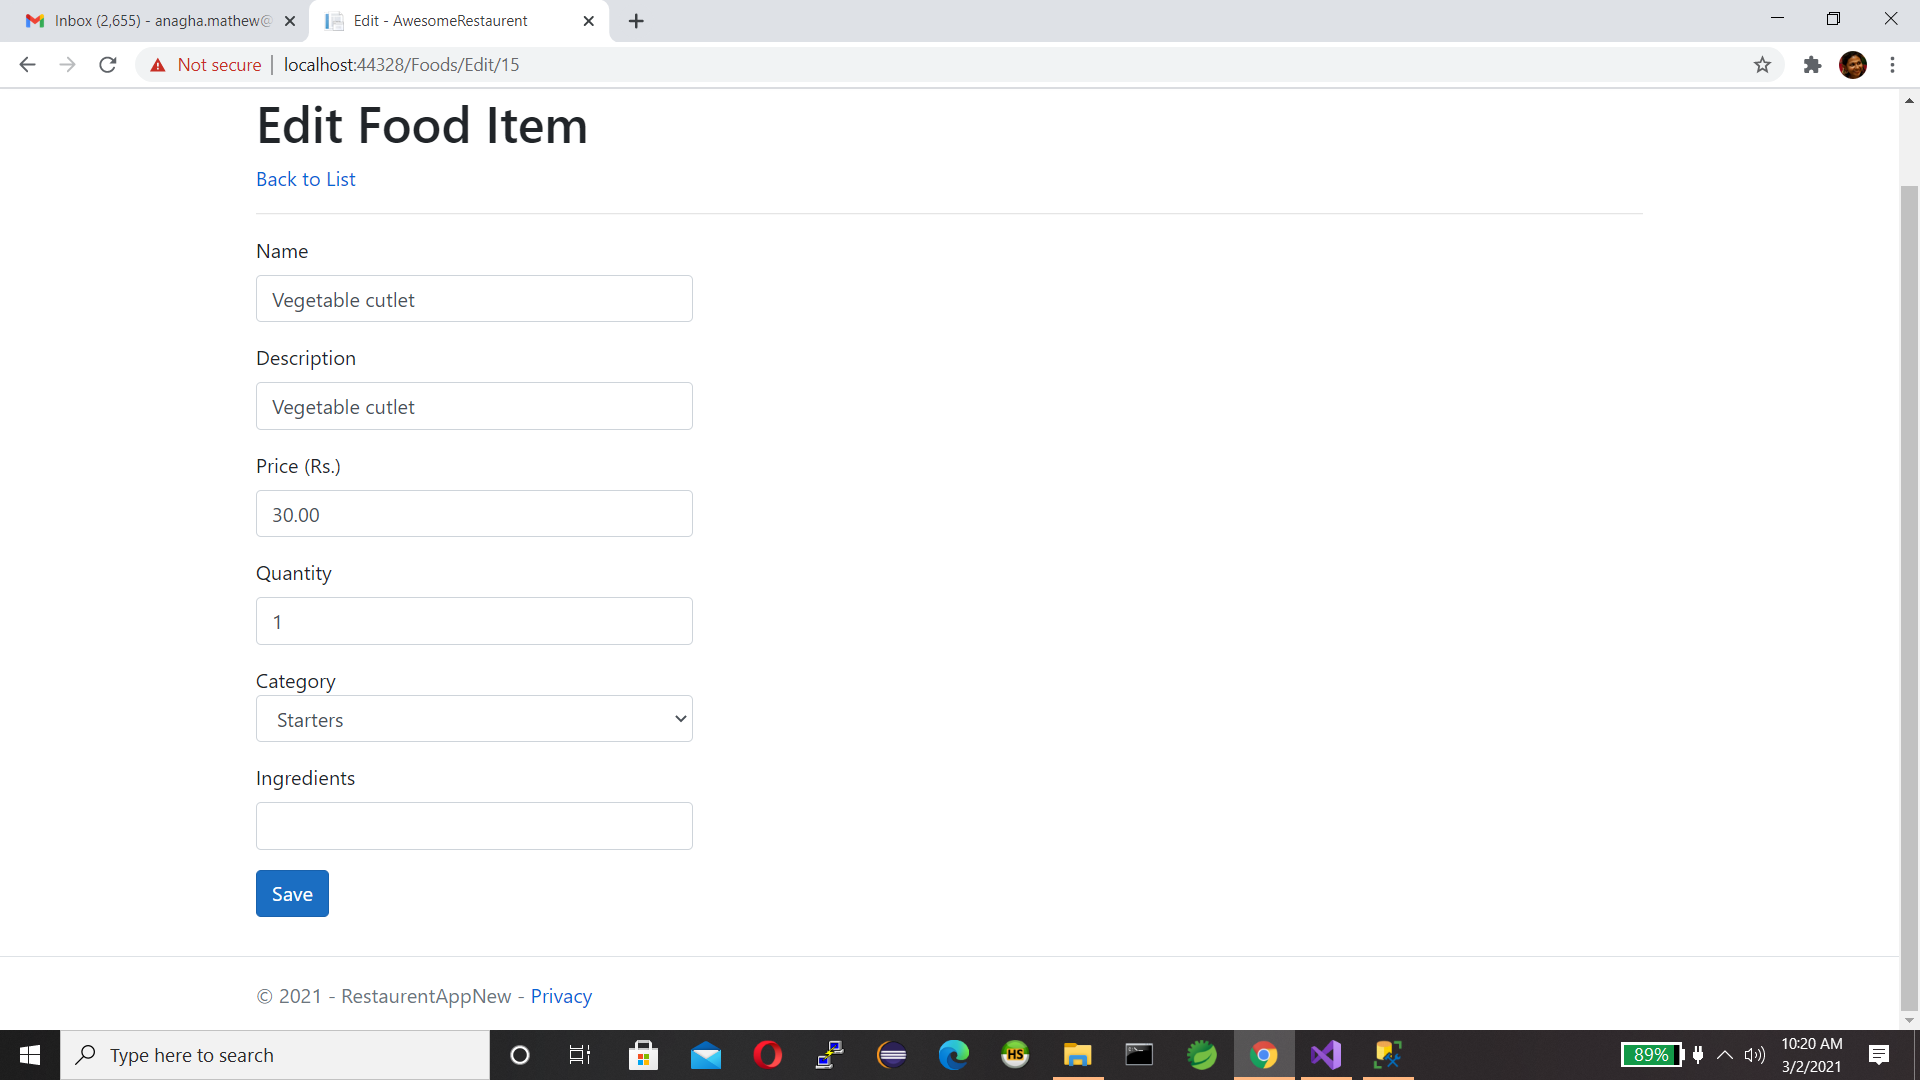 Inbox (2,655) - anagha.mathew@
Edit - AwesomeRestaurent
Not secure | localhost:44328/Foods/Edit/15
Edit Food Item
Back to List
Name
Vegetable cutlet
Description
Vegetable cutlet
Price (Rs.)
30.00
Quantity
1
Category
Starters
Ingredients
Save
© 2021 - RestaurentAppNew - Privacy
Type here to search
HS
89%
10:20 AM
3/2/2021